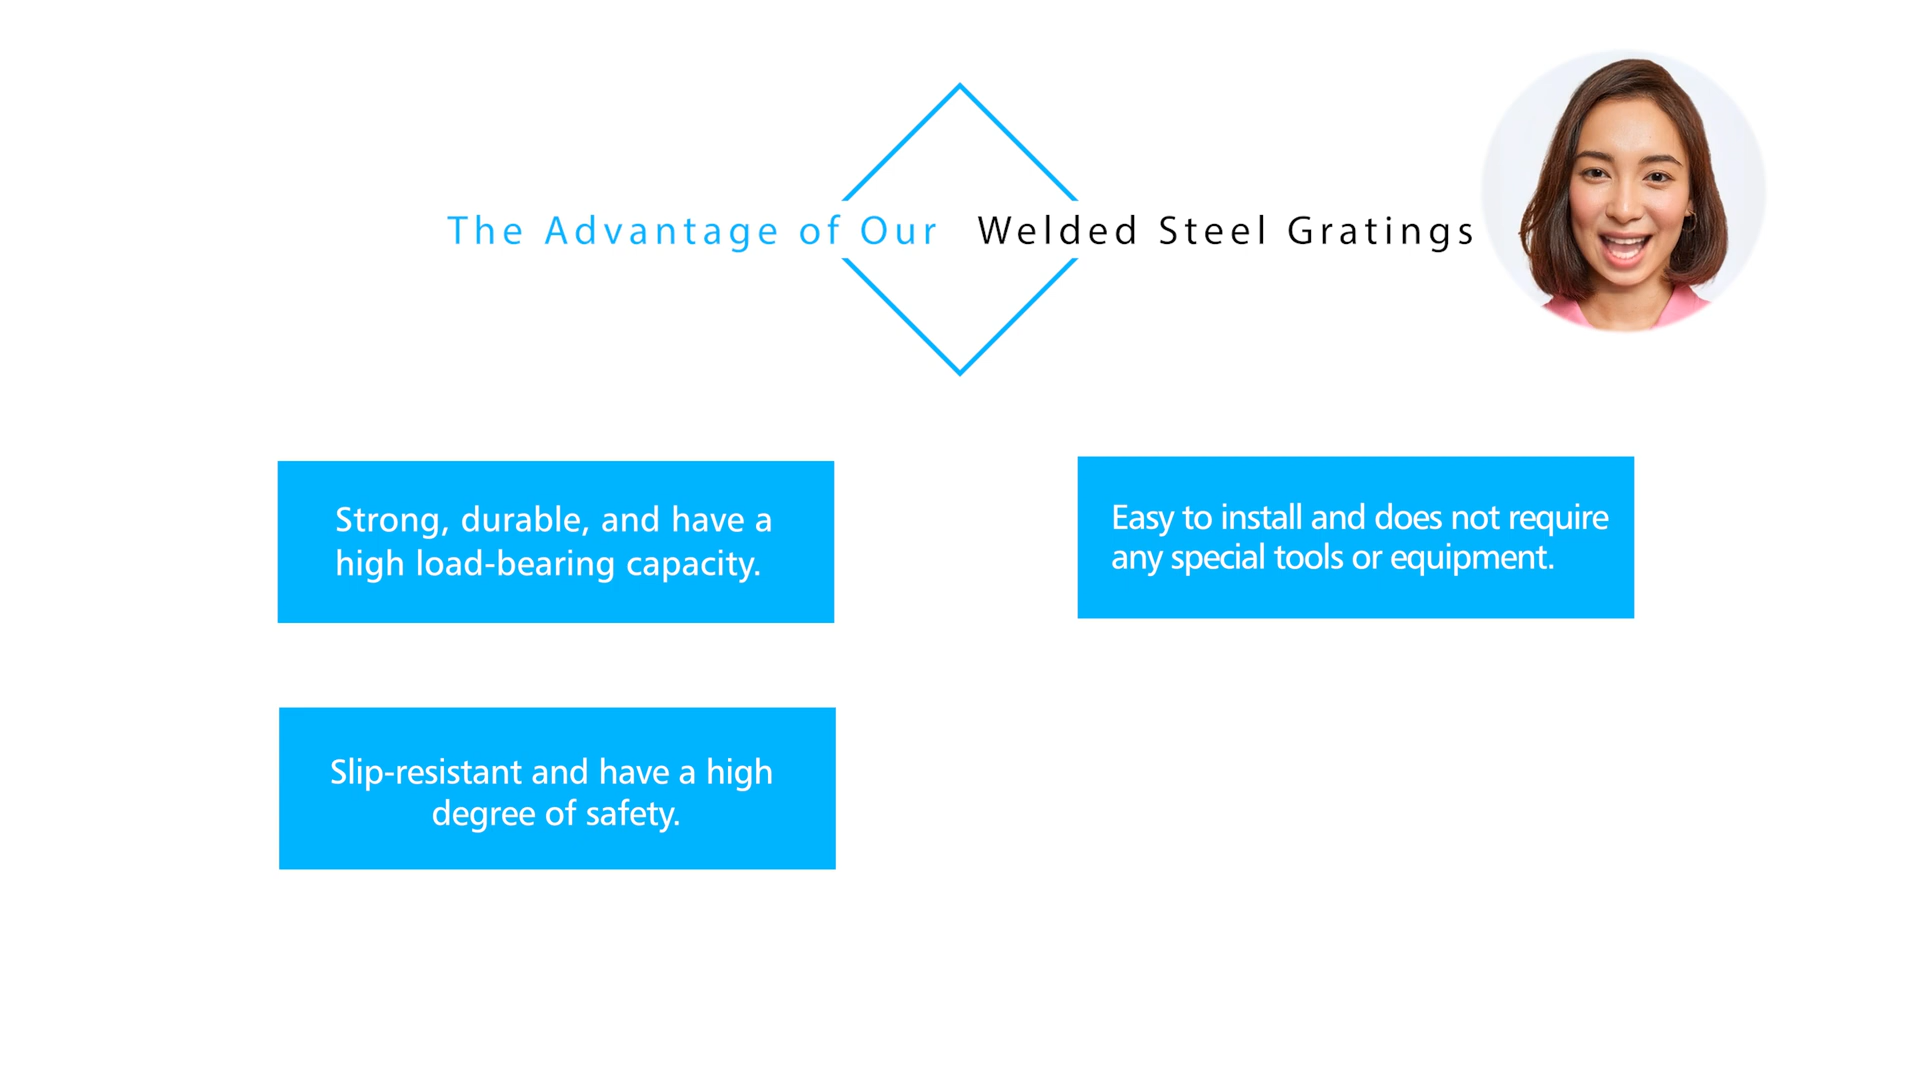 The Advantage of Our Welded Steel Gratings
Strong, durable, and have a
high load-bearing capacity.
Easy to install and does not require
any special tools or equipment.
Slip-resistant and have a high
degree of safety.